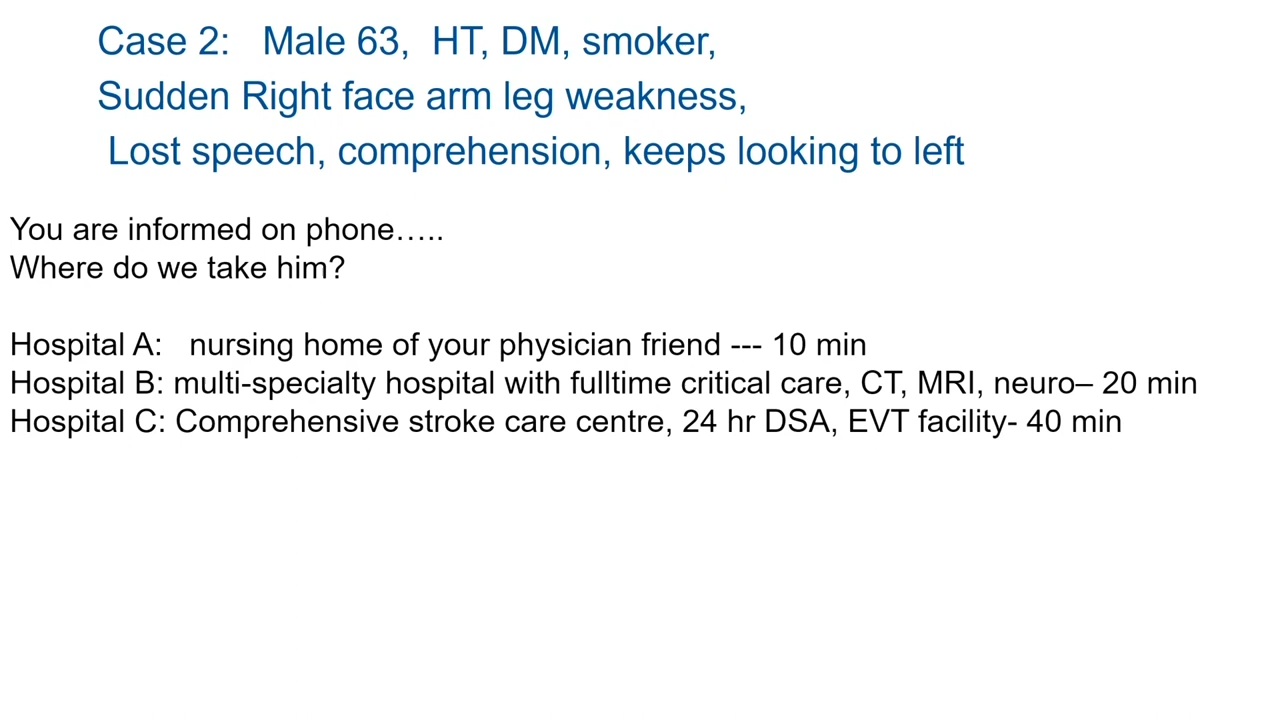 Case 2: Male 63, HT, DM, smoker,
Sudden Right face arm leg weakness,
Lost speech, comprehension, keeps looking to left
You are informed on phone…..
Where do we take him?
Hospital A: nursing home of your physician friend --- 10 min
Hospital B: multi-specialty hospital with fulltime critical care, CT, MRI, neuro– 20 min
Hospital C: Comprehensive stroke care centre, 24 hr DSA, EVT facility- 40 min